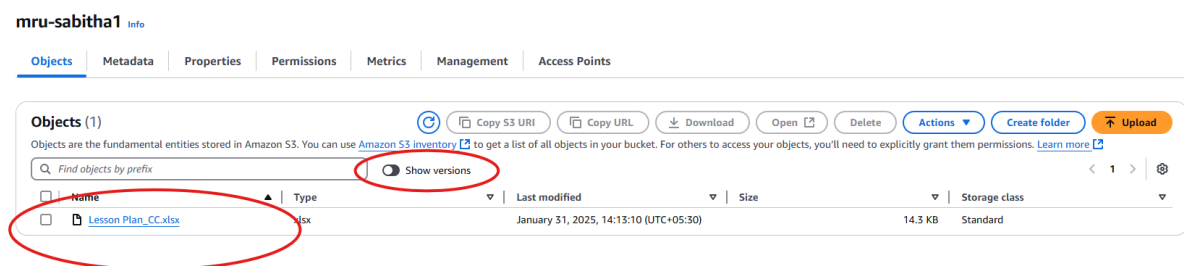 mru-sabitha1 Info
Objects Metadata Properties Permissions Metrics Management Access Points
Objects (1) Copy S3 URI Copy URL Download Open Delete Actions Create folder Upload
Objects are the fundamental entities stored in Amazon S3. You can use Amazon S3 inventory to get a list of all objects in your bucket. For others to access your objects, you'll need to explicitly grant them permissions. Learn more
Find objects by prefix Show versions 1
Name Type Last modified Size Storage class
Lesson Plan_CC.xlsx xlsx January 31, 2025, 14:13:10 (UTC+05:30) 14.3 KB Standard